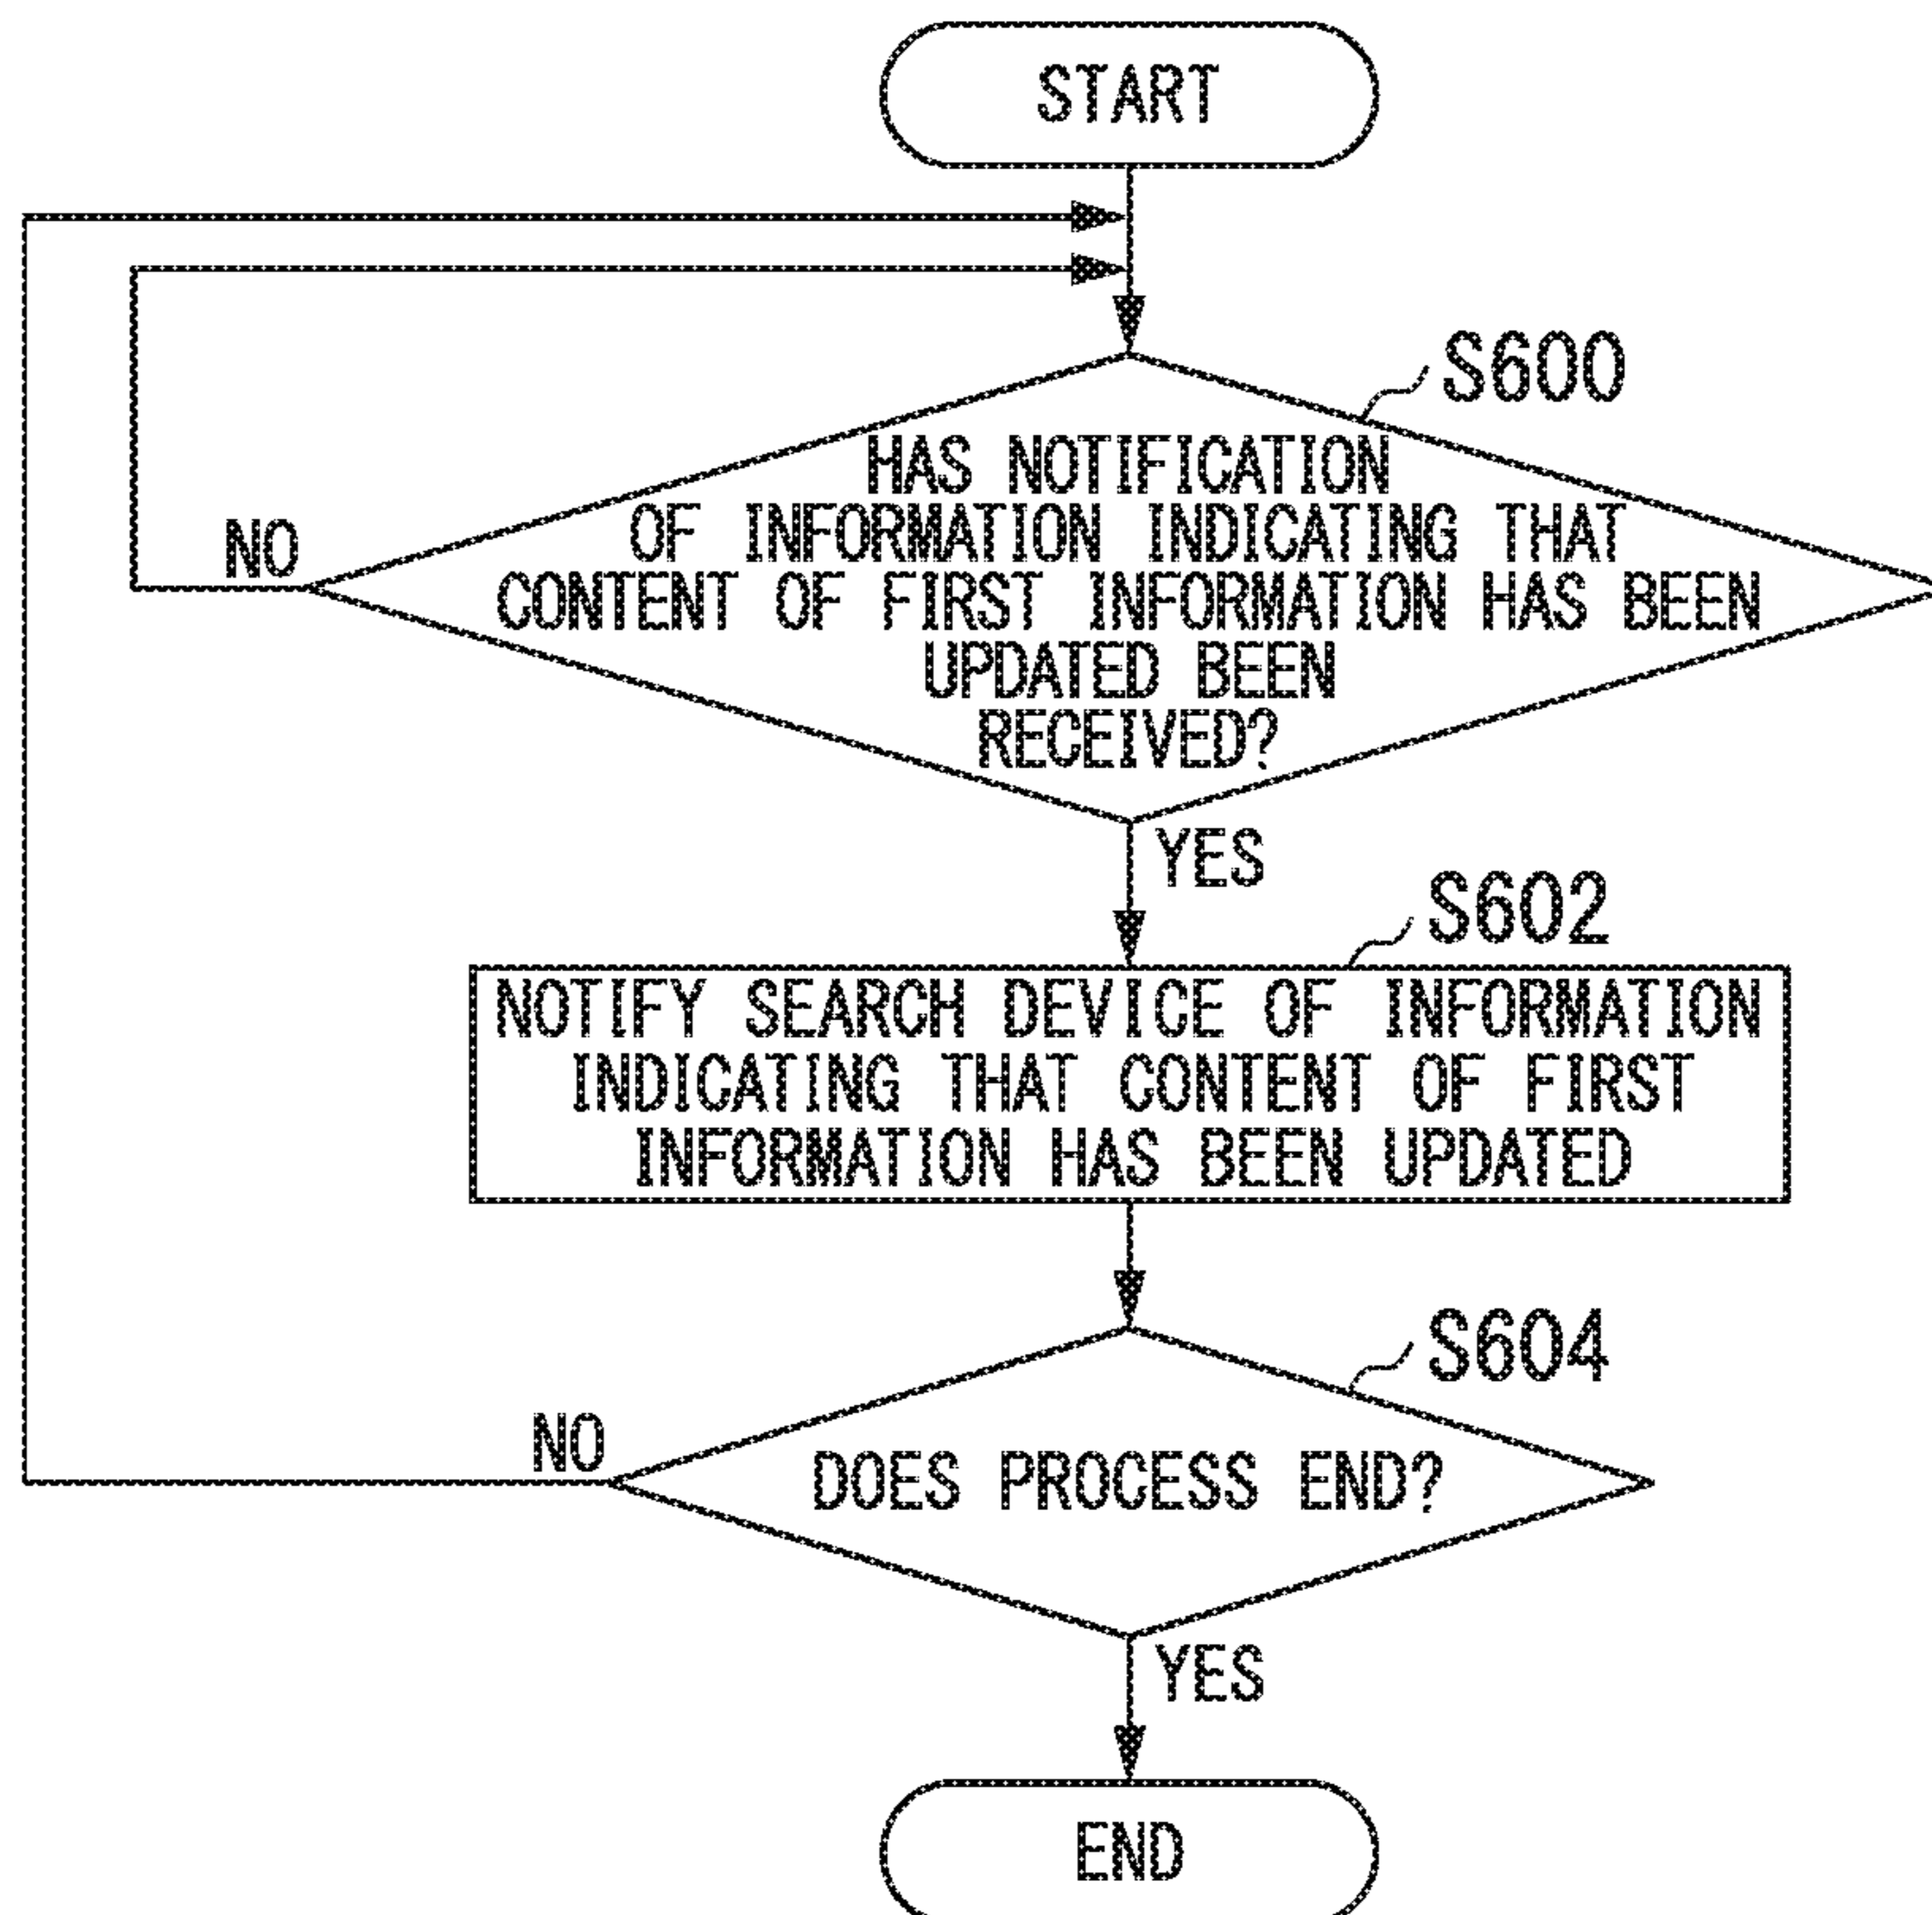 START
S600
HAS NOTIFICATION
OF INFORMATION INDICATING THAT
CONTENT OF FIRST INFORMATION HAS BEEN
UPDATED BEEN
RECEIVED?
NO
YES
S602
NOTIFY SEARCH DEVICE OF INFORMATION
INDICATING THAT CONTENT OF FIRST
INFORMATION HAS BEEN UPDATED
S604
NO
DOES PROCESS END?
YES
END